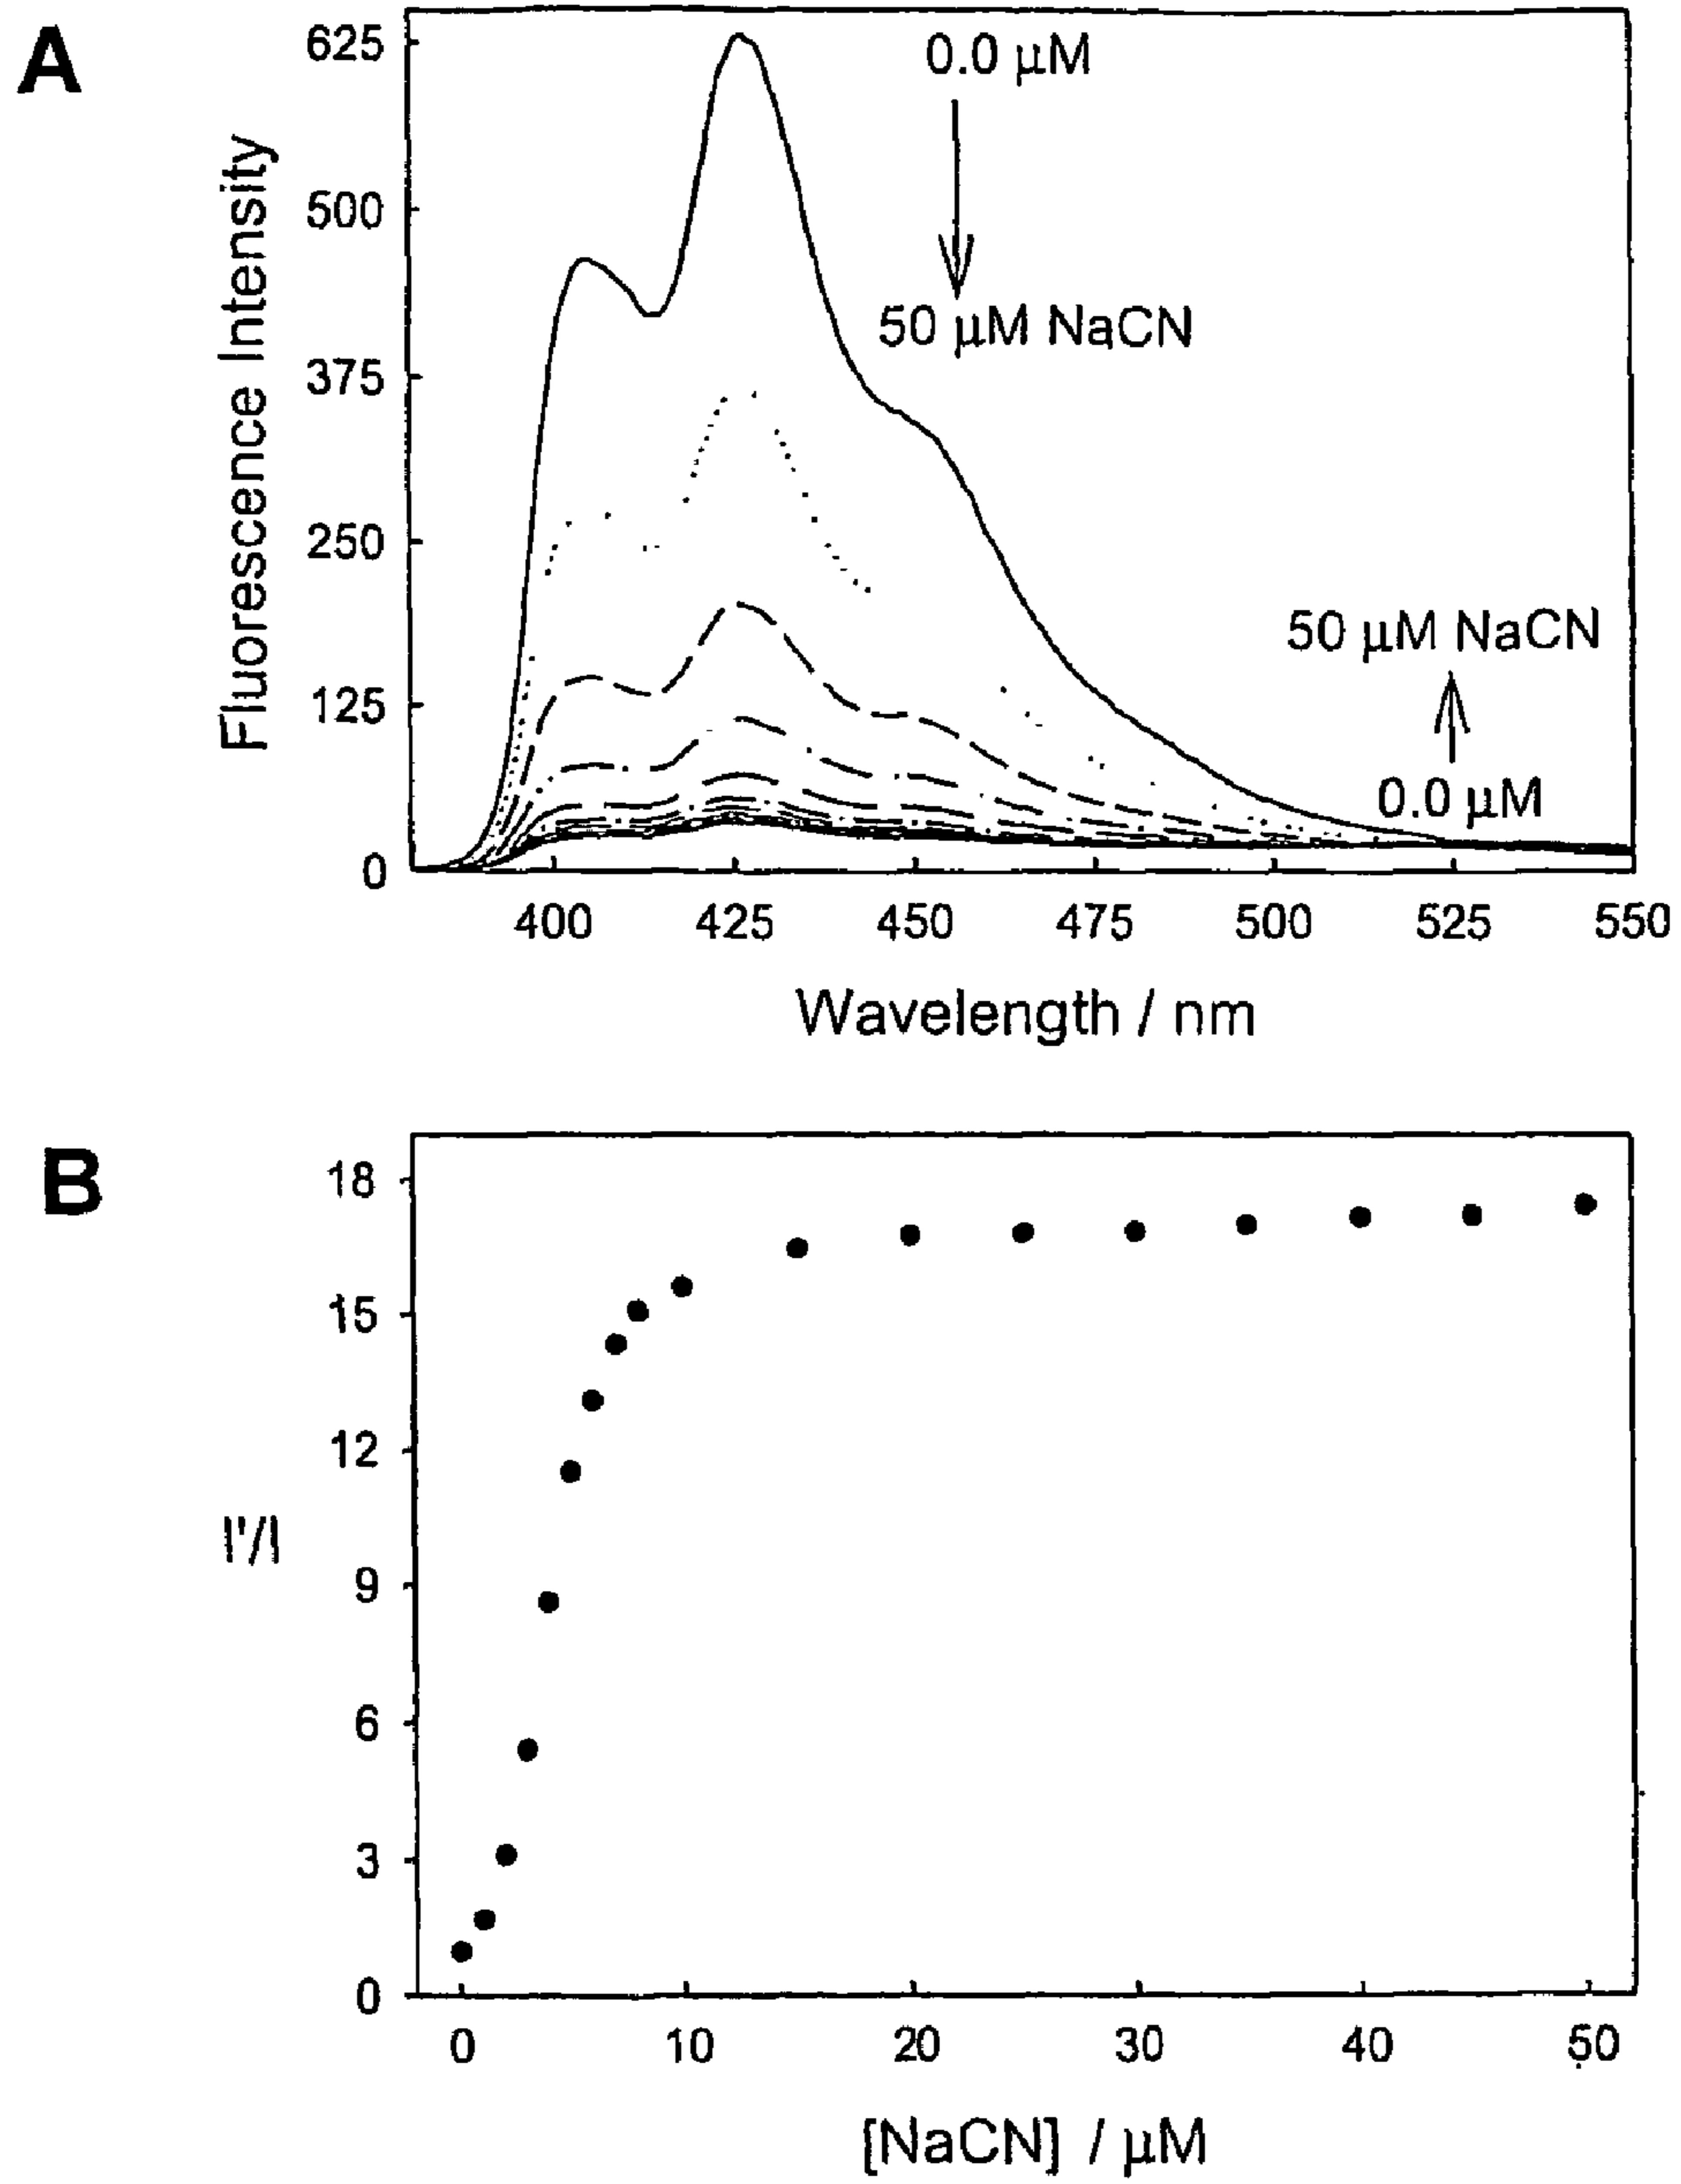 A
625
500
375
250
125
0
Fluorescence Intensity
0.0 μM
50 μM NaCN
50 μM NaCN
0.0 μM
400 425 450 475 500 525 550
Wavelength / nm
B
18
15
12
9
6
3
0
I'/I
0 10 20 30 40 50
[NaCN] / μM